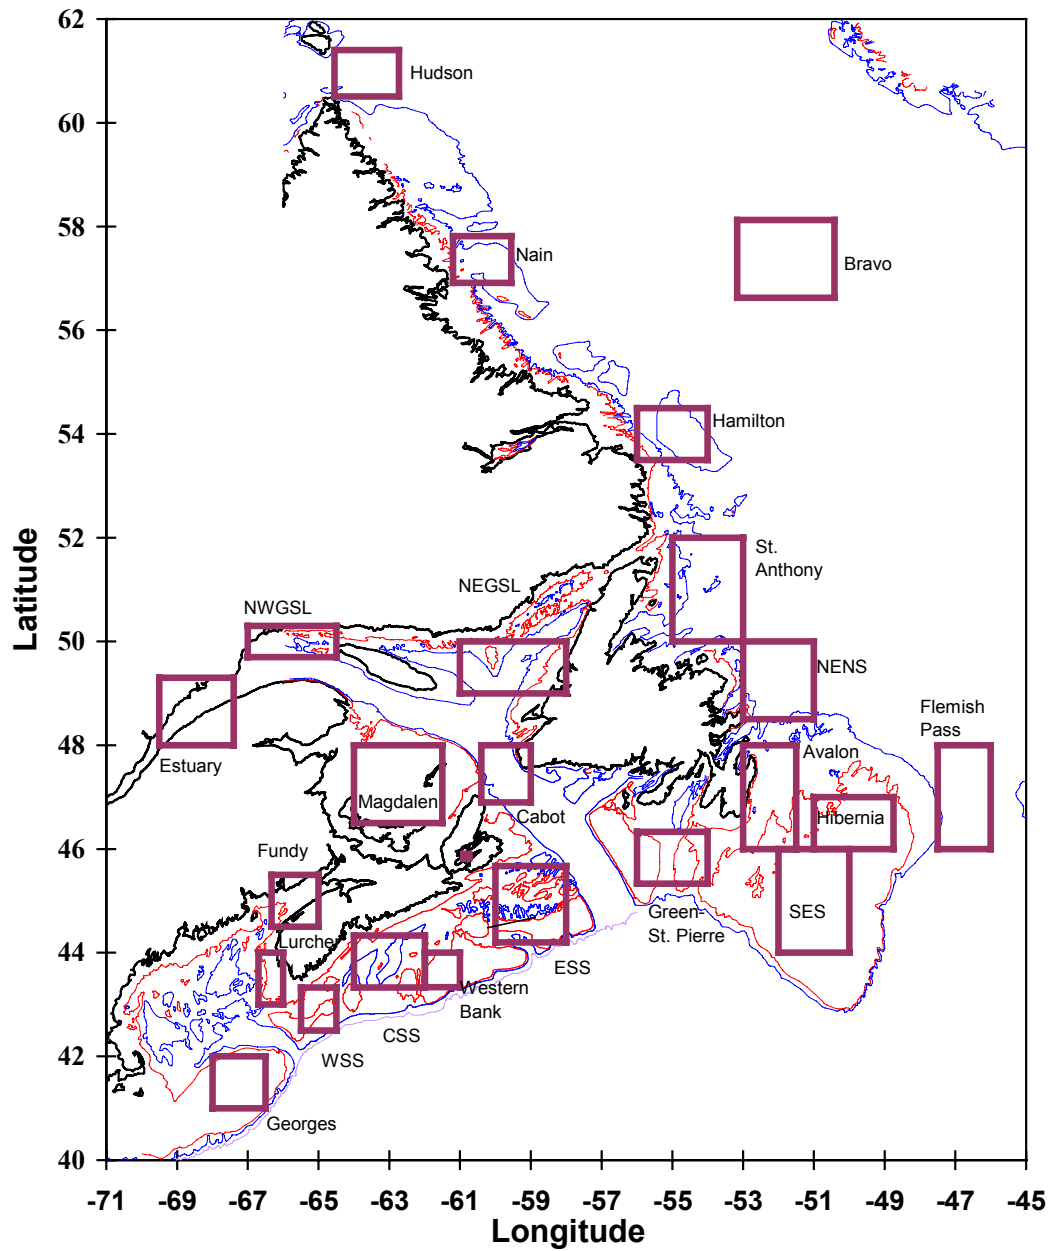 62
Hudson
60
58
Nain
Bravo
56
54
Hamilton
52
St.
Anthony
NEGSL
NWGSL
50
NENS
Flemish
Pass
48
Avalon
Estuary
Magdalen
Cabot
Hibernia
46
Fundy
Green-
St. Pierre
SES
Lurcher
44
ESS
Western
Bank
CSS
WSS
42
Georges
40
-71 -69 -67 -65 -63 -61 -59 -57 -55 -53 -51 -49 -47 -45
Longitude
Latitude